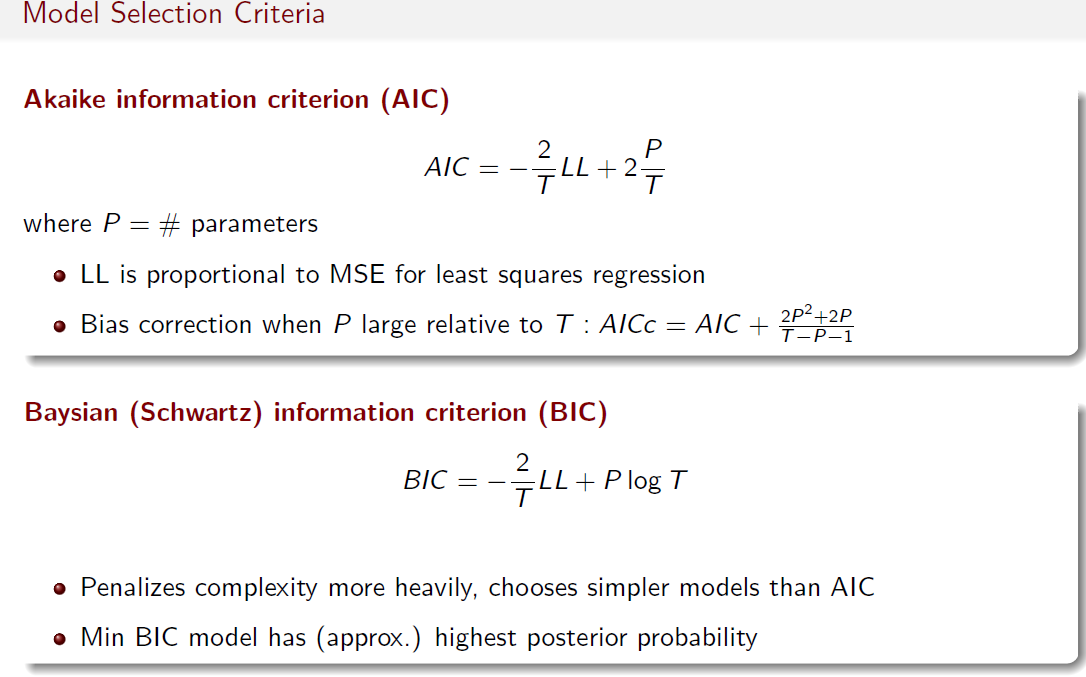 Model Selection Criteria
Akaike information criterion (AIC)
AIC = −\frac{2}{T}LL + 2\frac{P}{T}
where P = # parameters
LL is proportional to MSE for least squares regression
Bias correction when P large relative to T : AICc = AIC + \frac{2P^2+2P}{T−P−1}
Baysian (Schwartz) information criterion (BIC)
BIC = −\frac{2}{T}LL + P log T
Penalizes complexity more heavily, chooses simpler models than AIC
Min BIC model has (approx.) highest posterior probability